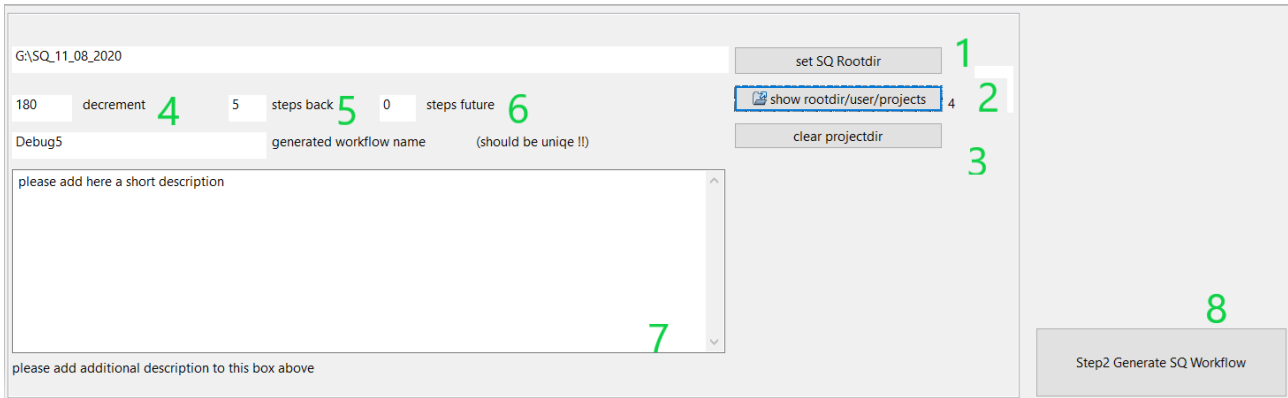 G:\SQ_11_08_2020 set SQ Rootdir 1
180 decrement 4 5 steps back 5 0 steps future 6 show rootdir/user/projects 4 2
Debug5 generated workflow name (should be uniqe !!) clear projectdir 3
please add here a short description
7
8
please add additional description to this box above Step2 Generate SQ Workflow